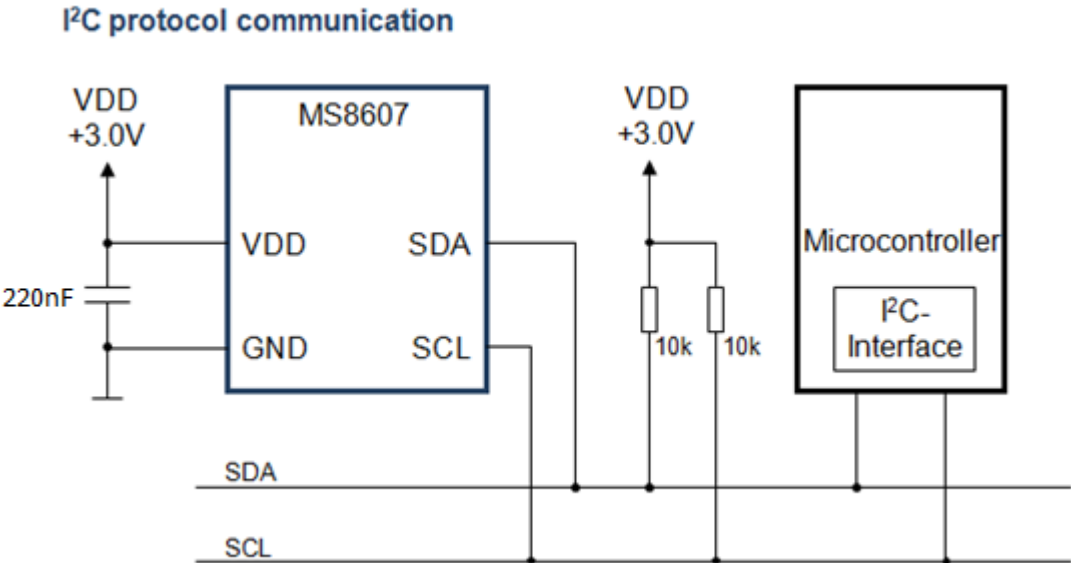 I²C protocol communication
VDD
+3.0V
MS8607
VDD
+3.0V
VDD
SDA
Microcontroller
220nF
I²C-
Interface
GND
SCL
10k
10k
SDA
SCL